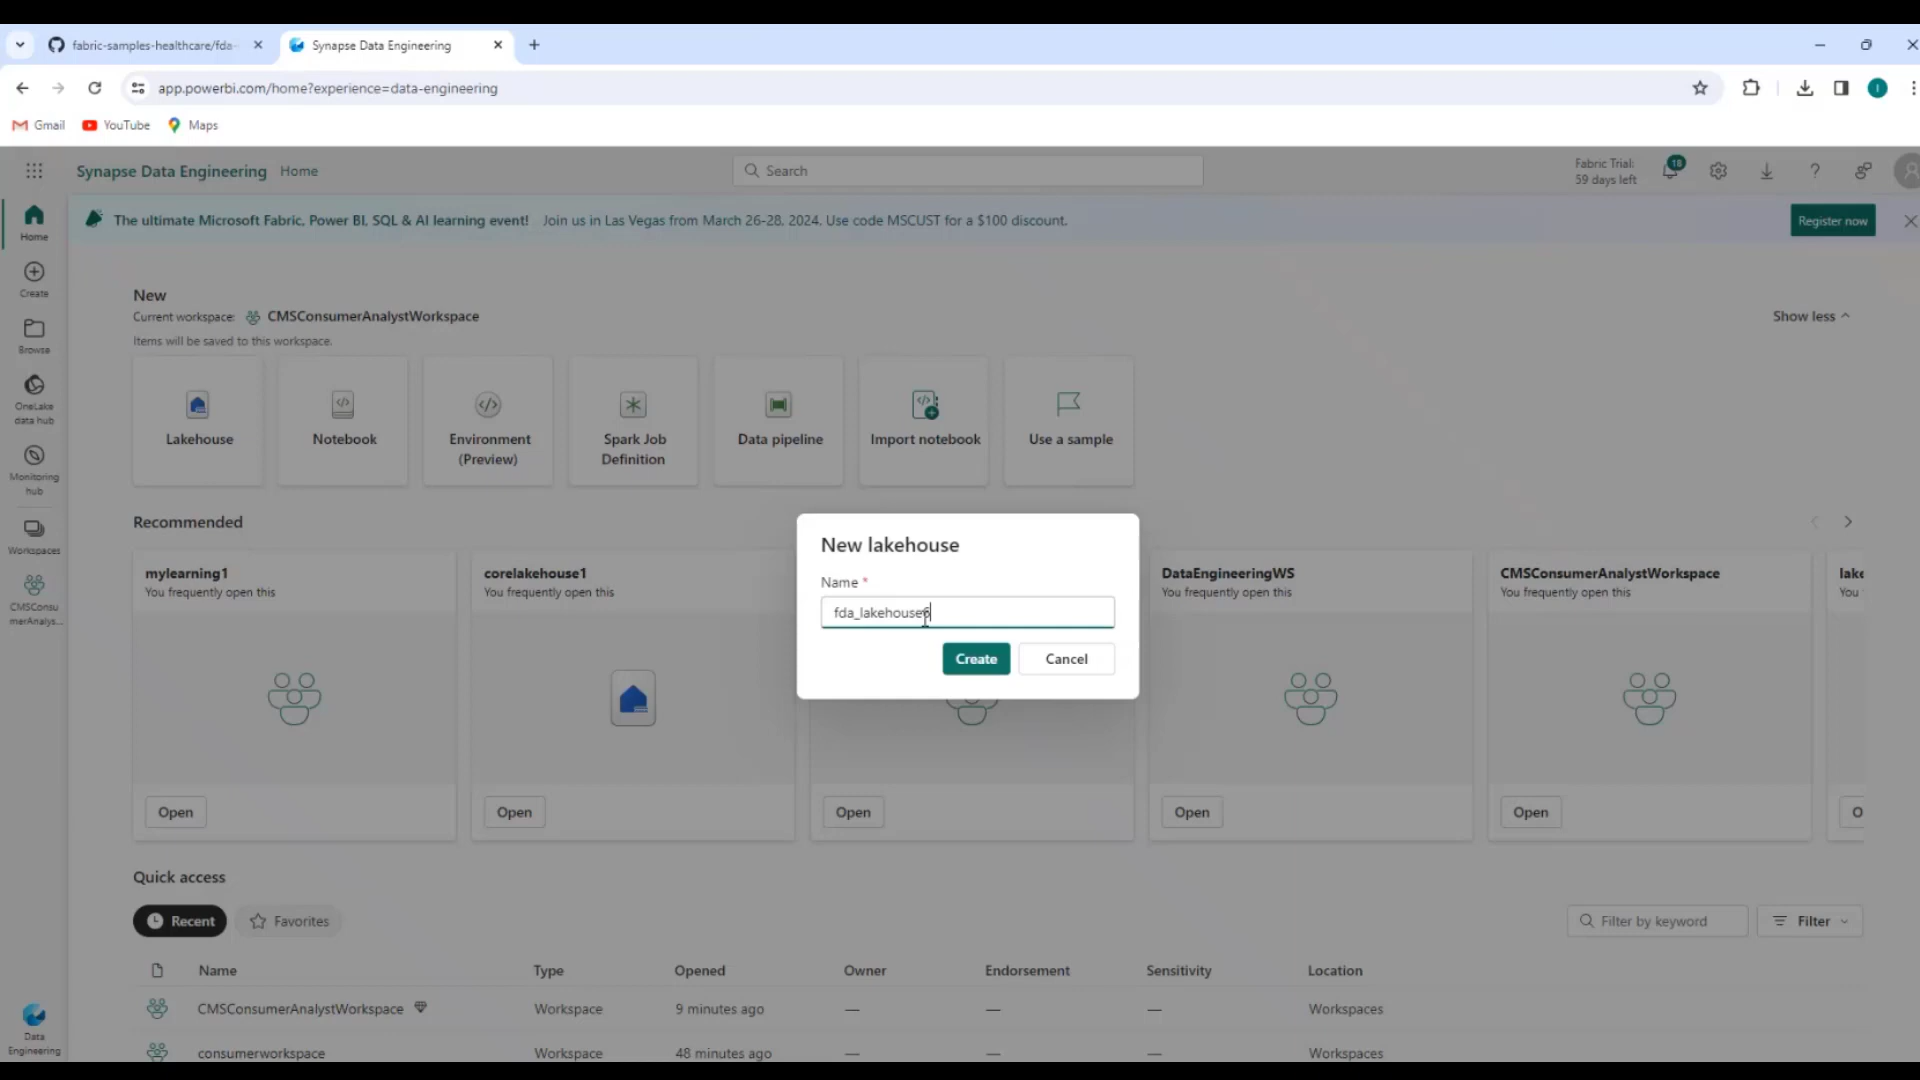 fabric-samples-healthcare/fda-
Synapse Data Engineering
app.powerbi.com/home?experience=data-engineering
Gmail
YouTube
Maps
Synapse Data Engineering
Home
Search
Fabric Trial:
59 days left
18
The ultimate Microsoft Fabric, Power BI, SQL & AI learning event! Join us in Las Vegas from March 26-28, 2024. Use code MSCUST for a $100 discount.
Register now
Home
Create
Browse
OneLake
data hub
Monitoring
hub
Workspaces
CMSConsu
merAnalys...
Data
Engineering
New
Current workspace: CMSConsumerAnalystWorkspace
Show less
Items will be saved to this workspace.
Lakehouse
Notebook
Environment
(Preview)
Spark Job
Definition
Data pipeline
Import notebook
Use a sample
Recommended
mylearning1
You frequently open this
Open
corelakehouse1
You frequently open this
Open
Open
DataEngineeringWS
You frequently open this
Open
CMSConsumerAnalystWorkspace
You frequently open this
Open
lake
You
O
New lakehouse
Name *
fda_lakehouse6
Create
Cancel
Quick access
Recent
Favorites
Filter by keyword
Filter
Name Type Opened Owner Endorsement Sensitivity Location
CMSConsumerAnalystWorkspace Workspace 9 minutes ago — — — Workspaces
consumerworkspace Workspace 48 minutes ago — — — Workspaces